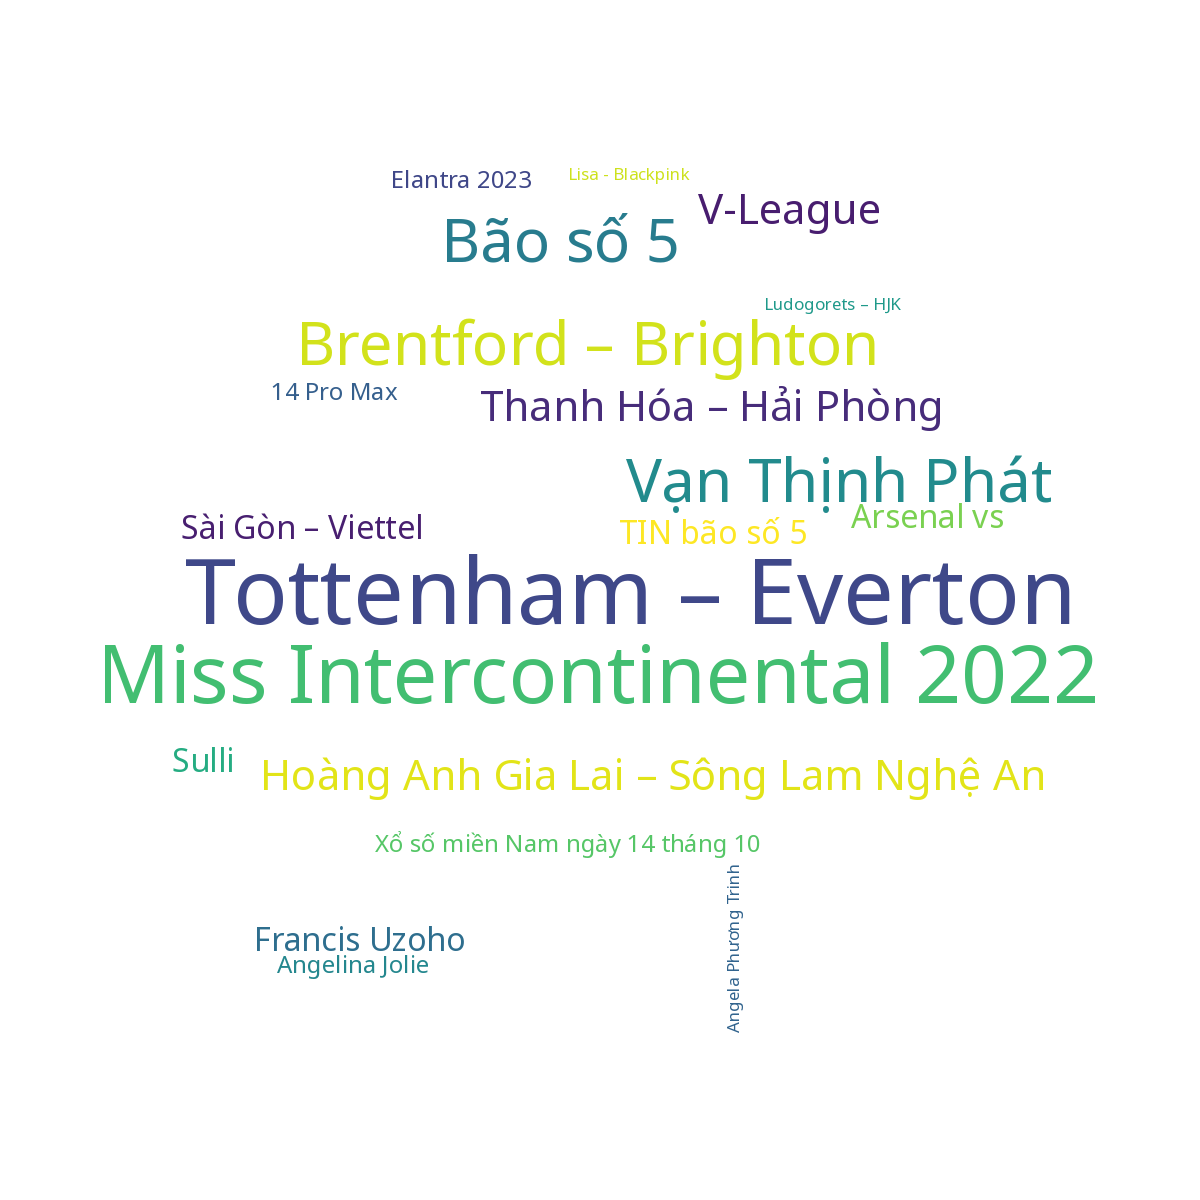 Elantra 2023
Lisa - Blackpink
V-League
Bão số 5
Ludogorets – HJK
Brentford – Brighton
14 Pro Max
Thanh Hóa – Hải Phòng
Vạn Thịnh Phát
Arsenal vs
Sài Gòn – Viettel
TIN bão số 5
Tottenham – Everton
Miss Intercontinental 2022
Sulli
Hoàng Anh Gia Lai – Sông Lam Nghệ An
Xổ số miền Nam ngày 14 tháng 10
Angela Phương Trinh
Francis Uzoho
Angelina Jolie